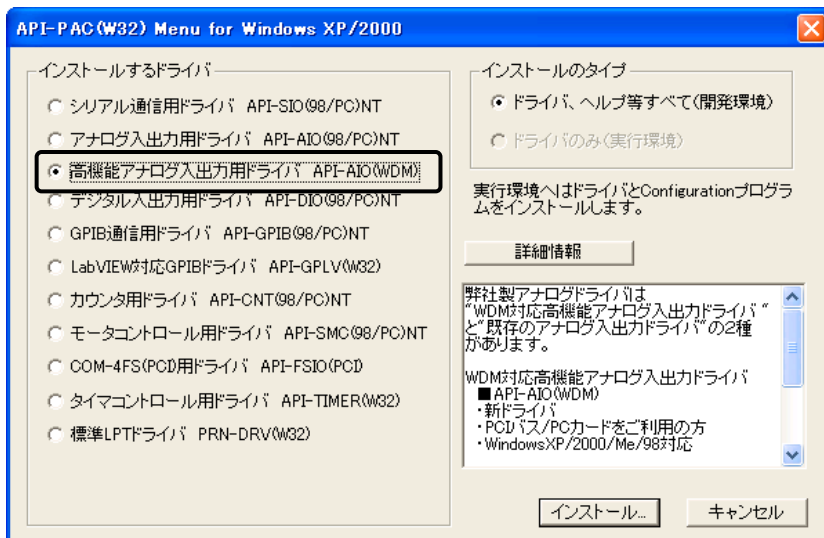 API-PAC(W32) Menu for Windows XP/2000
インストールするドライバ
シリアル通信用ドライバ API-SIO(98/PC)NT
アナログ入出力用ドライバ API-AIO(98/PC)NT
高機能アナログ入出力用ドライバ API-AIO(WDM)
デジタル入出力用ドライバ API-DIO(98/PC)NT
GPIB通信用ドライバ API-GPIB(98/PC)NT
LabVIEW対応GPIBドライバ API-GPLV(W32)
カウンタ用ドライバ API-CNT(98/PC)NT
モータコントロール用ドライバ API-SMC(98/PC)NT
COM-4FS(PCI)用ドライバ API-FSIO(PCI)
タイマコントロール用ドライバ API-TIMER(W32)
標準LPTドライバ PRN-DRV(W32)
インストールのタイプ
ドライバ、ヘルプ等すべて(開発環境)
ドライバのみ(実行環境)
実行環境へはドライバとConfigurationプログラ
ムをインストールします。
詳細情報
弊社製アナログドライバは
"WDM対応高機能アナログ入出力ドライバ "
と"既存のアナログ入出力ドライバ"の2種
があります。
WDM対応高機能アナログ入出力ドライバ
■API-AIO(WDM)
・新ドライバ
・PCIバス/PCカードをご利用の方
・WindowsXP/2000/Me/98対応
インストール...
キャンセル